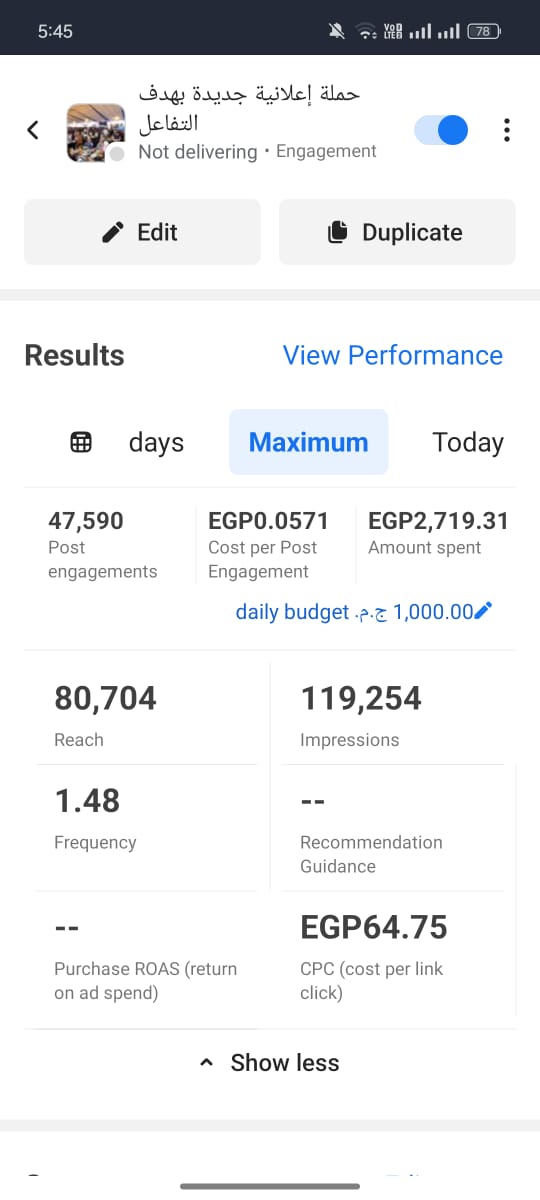 5:45
VoD
LTE
78
حملة إعلانية جديدة بهدف
التفاعل
Not delivering • Engagement
Edit
Duplicate
Results
View Performance
days
Maximum
Today
47,590
Post
engagements
EGP0.0571
Cost per Post
Engagement
EGP2,719.31
Amount spent
daily budget ج.م.‏ 1,000.00
80,704
Reach
119,254
Impressions
1.48
Frequency
--
Recommendation
Guidance
--
Purchase ROAS (return
on ad spend)
EGP64.75
CPC (cost per link
click)
Show less